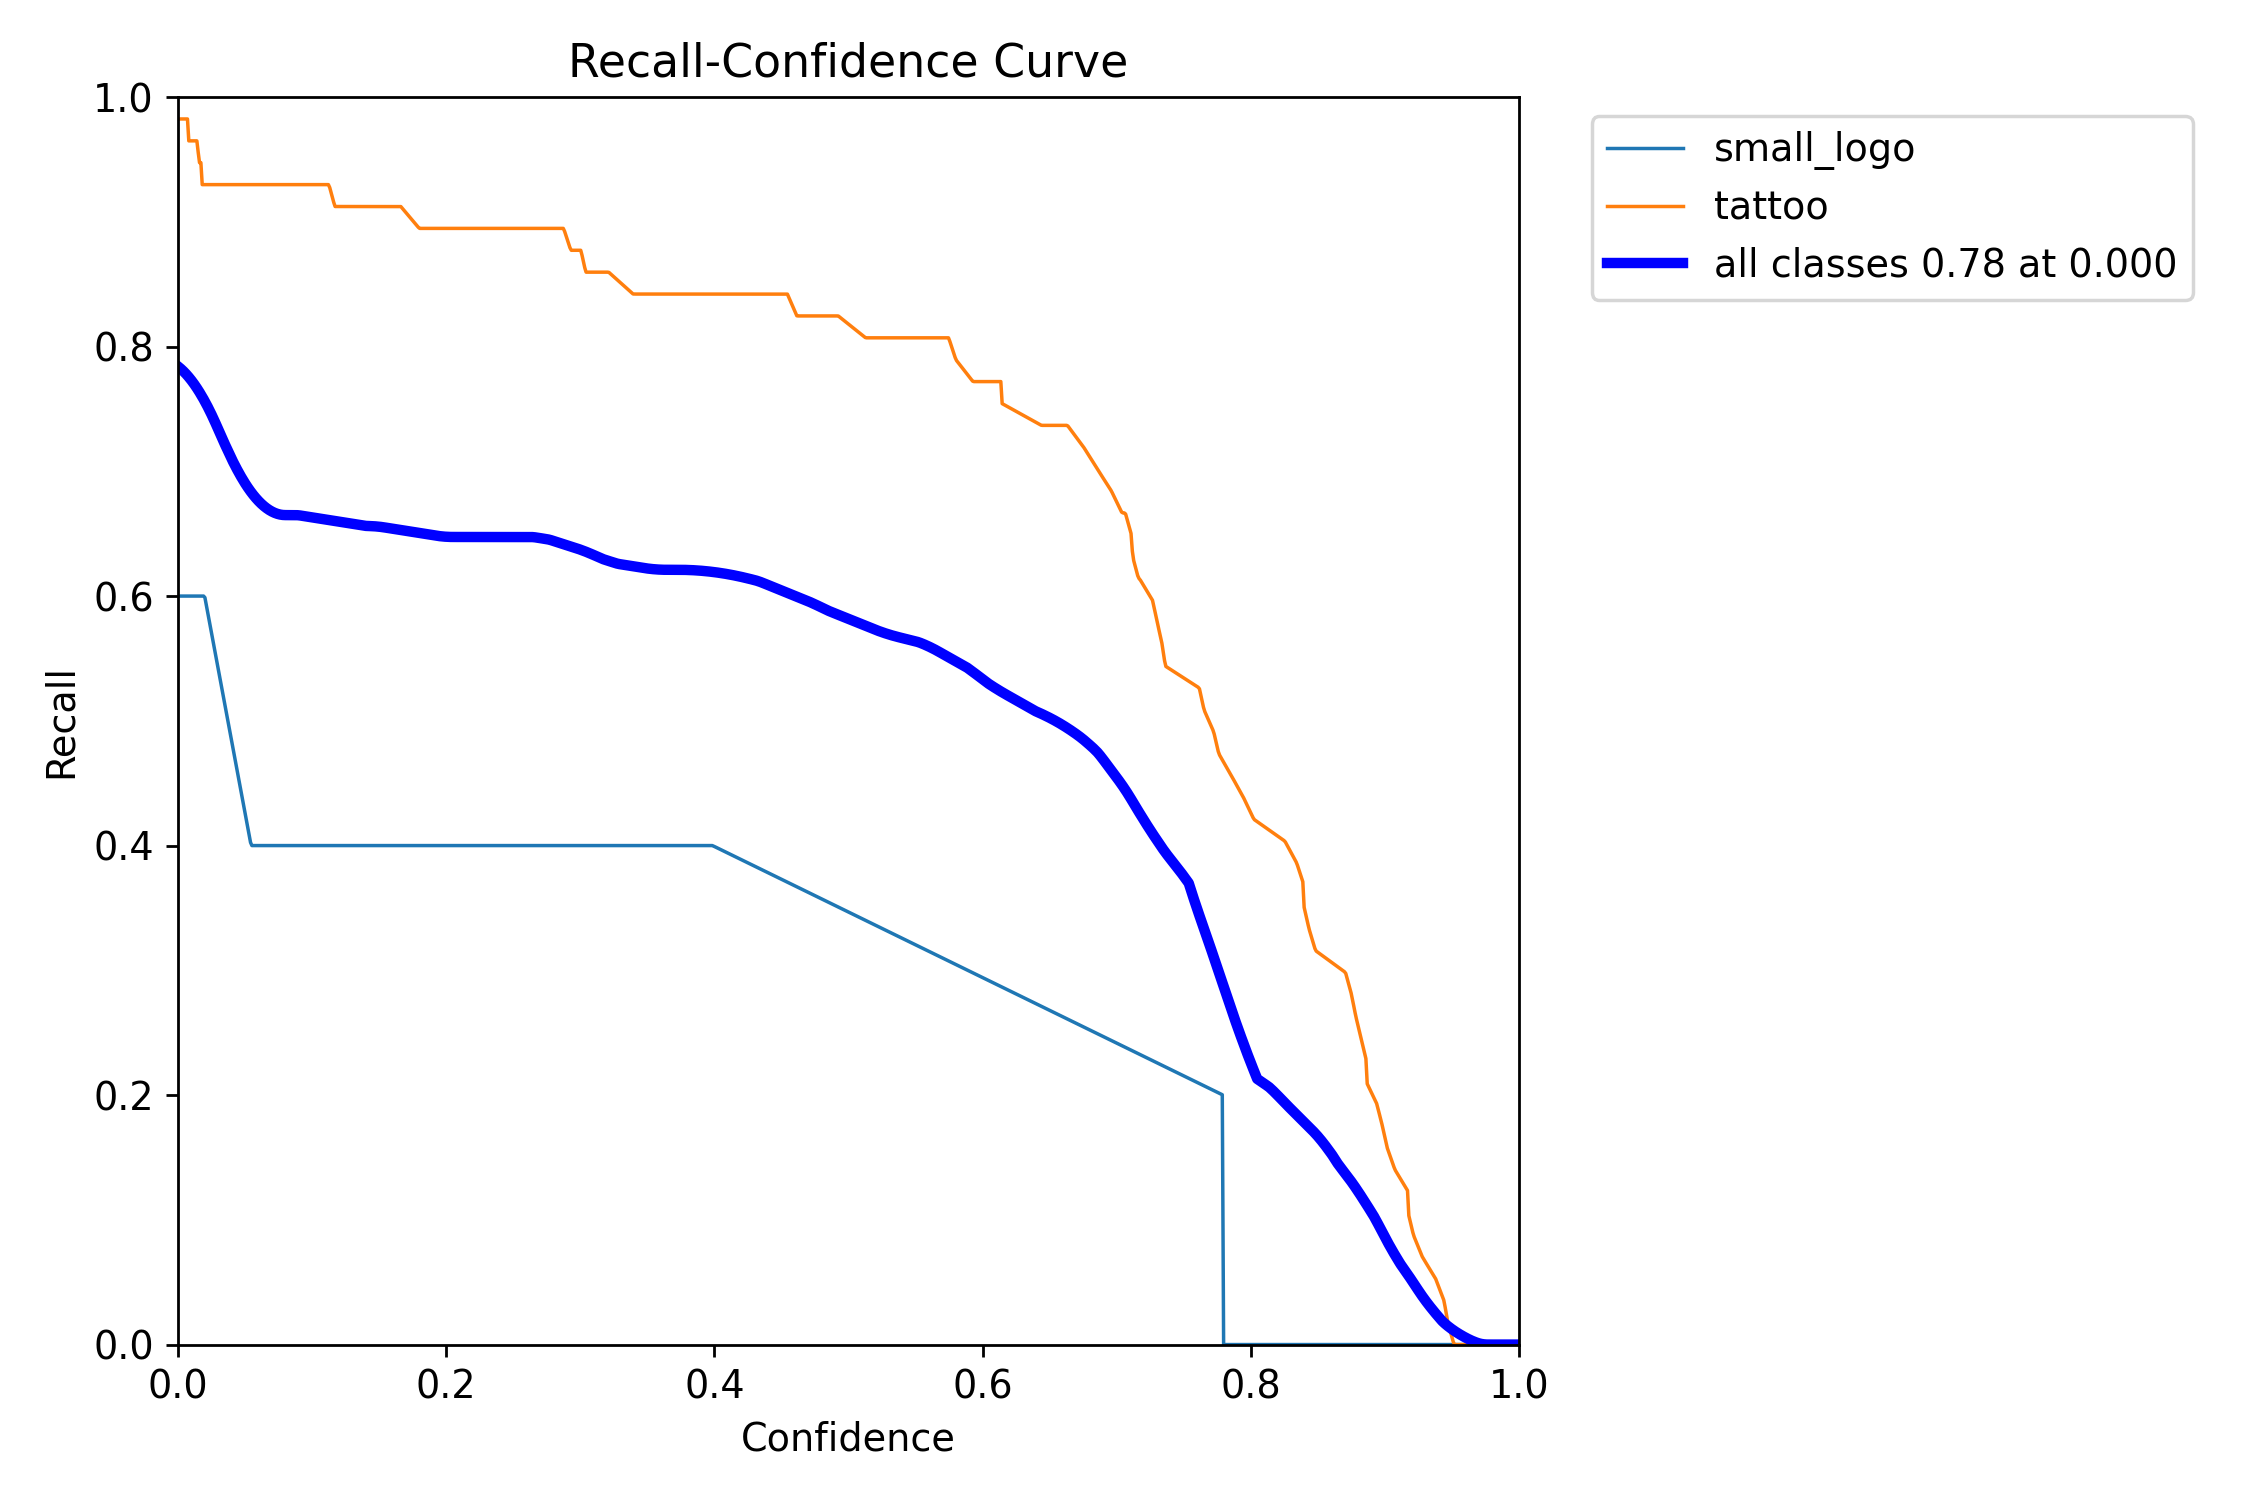 Recall-Confidence Curve
1.0
0.8
0.6
0.4
0.2
0.0
Recall
0.0 0.2 0.4 0.6 0.8 1.0
Confidence
small_logo
tattoo
all classes 0.78 at 0.000